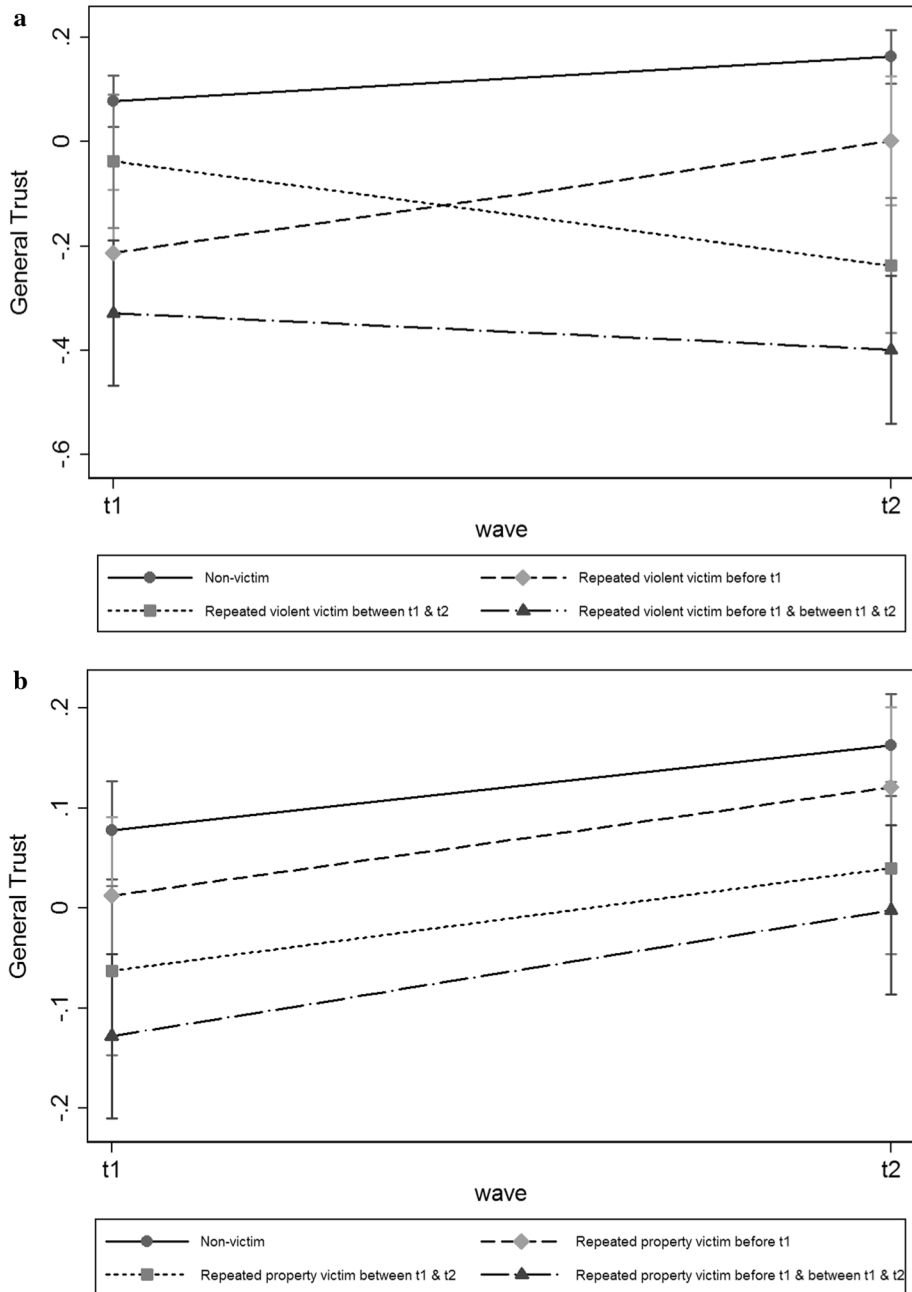 a
General Trust
.2
0
-.2
-.4
-.6
t1
t2
wave
Non-victim
Repeated violent victim before t1
Repeated violent victim between t1 & t2
Repeated violent victim before t1 & between t1 & t2
b
General Trust
.2
.1
0
-.1
-.2
t1
t2
wave
Non-victim
Repeated property victim before t1
Repeated property victim between t1 & t2
Repeated property victim before t1 & between t1 & t2